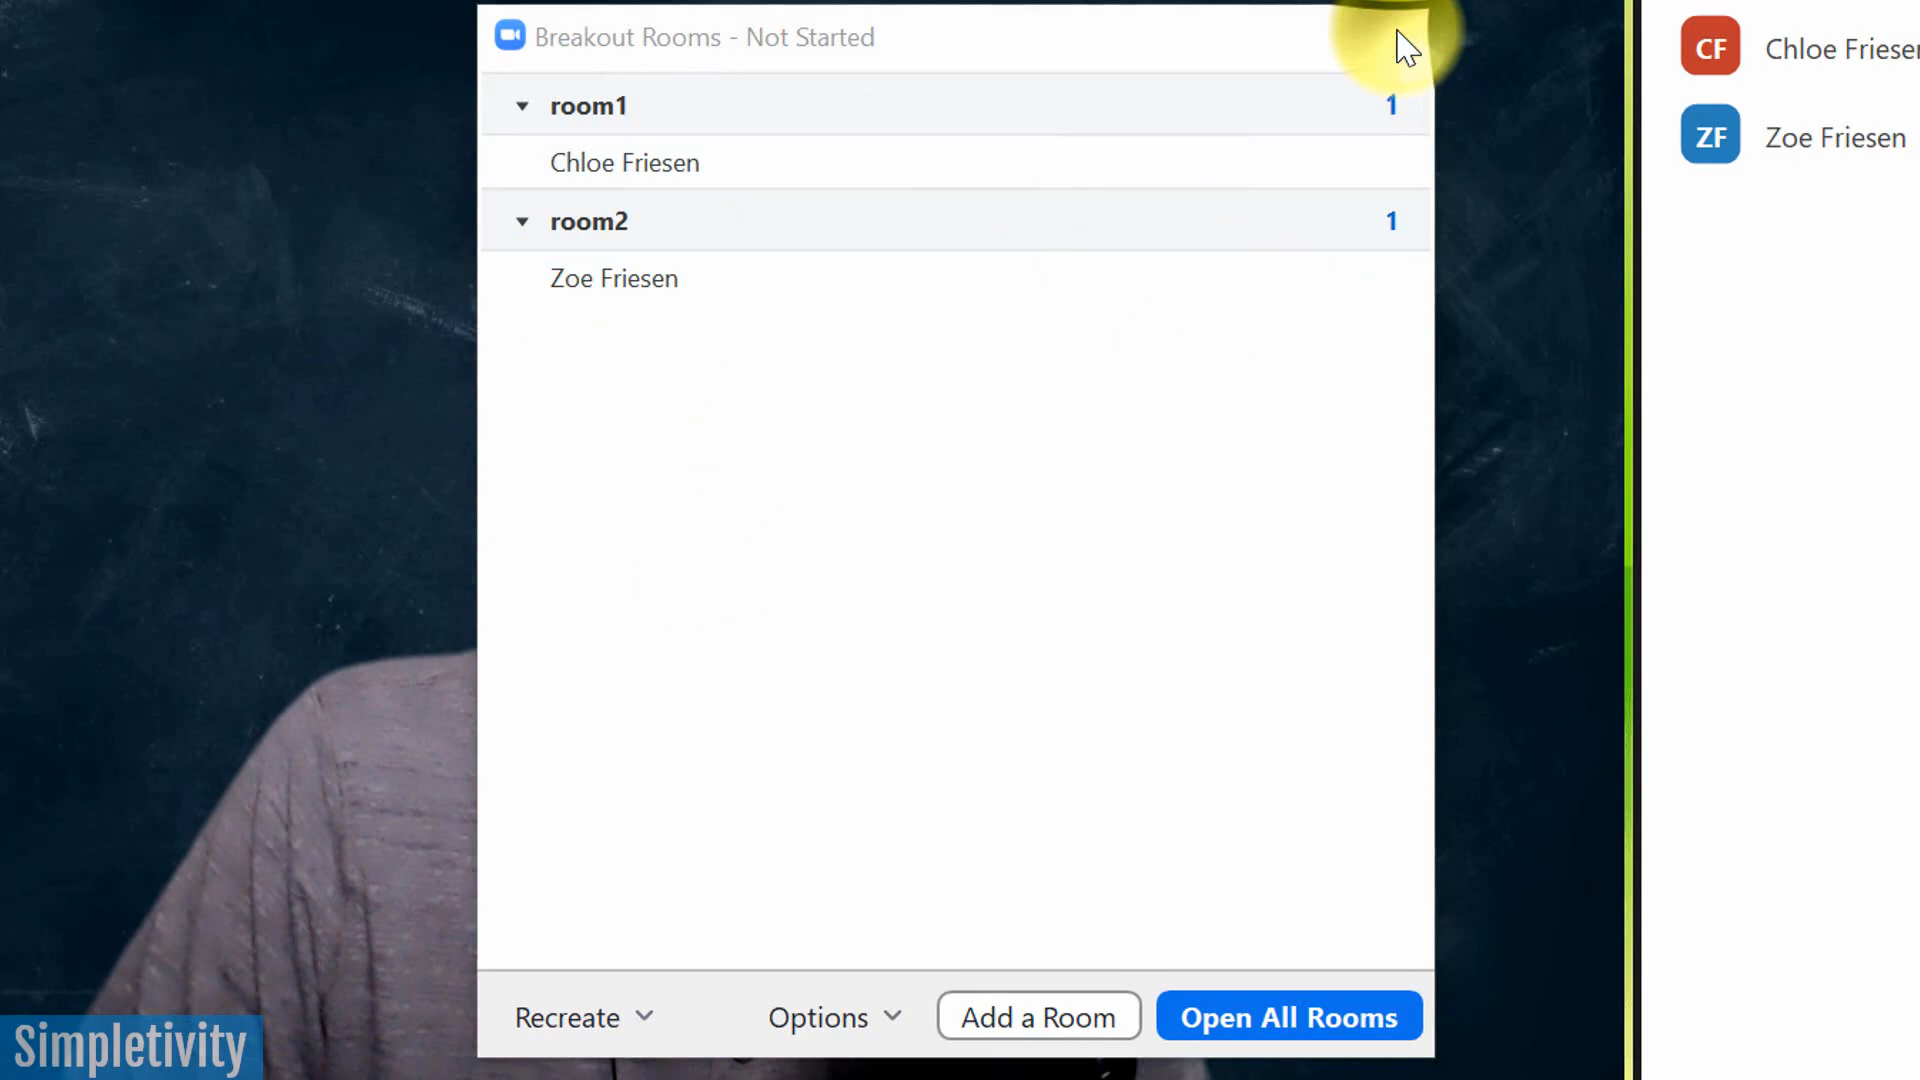 Breakout Rooms - Not Started
room1 1
Chloe Friesen
room2 1
Zoe Friesen
Recreate Options Add a Room Open All Rooms
CF
ZF Zoe Friesen
Simpletivity